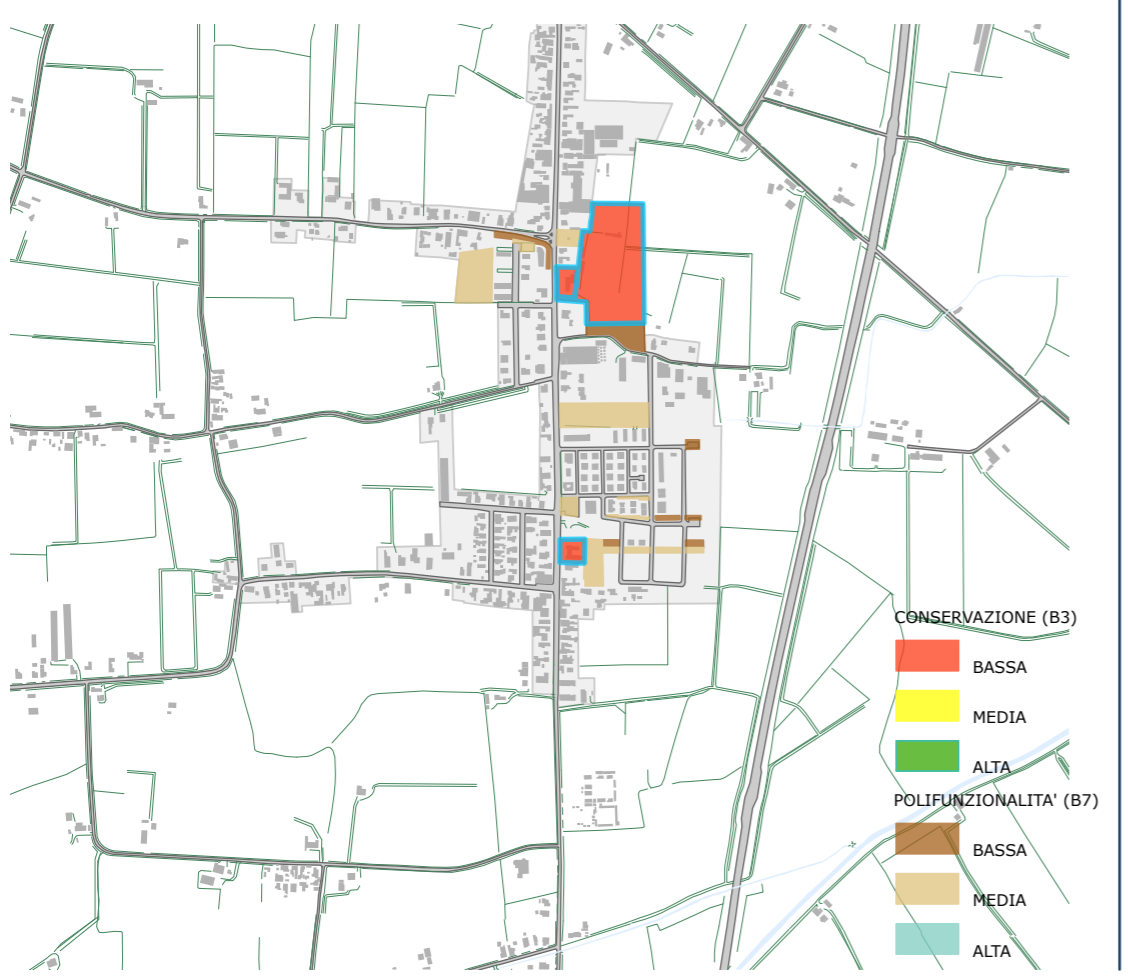 CONSERVAZIONE (B3)
BASSA
MEDIA
ALTA
POLIFUNZIONALITA' (B7)
BASSA
MEDIA
ALTA